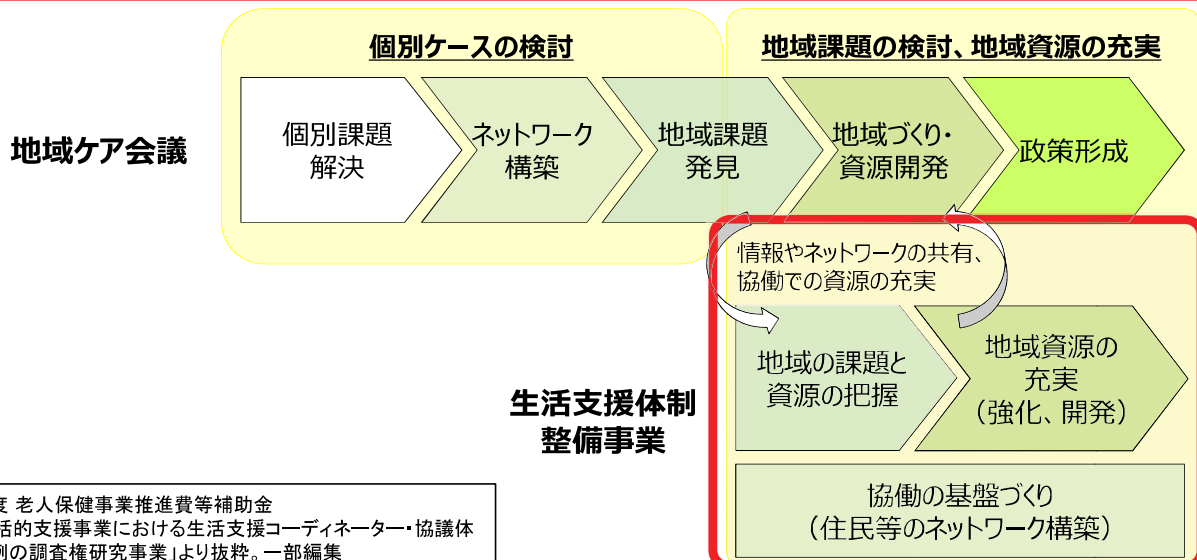 個別ケースの検討
地域課題の検討、地域資源の充実
地域ケア会議
個別課題
解決
ネットワーク
構築
地域課題
発見
地域づくり・
資源開発
政策形成
情報やネットワークの共有、
協働での資源の充実
生活支援体制
整備事業
地域の課題と
資源の把握
地域資源の
充実
（強化、開発）
協働の基盤づくり
（住民等のネットワーク構築）
度 老人保健事業推進費等補助金
括的支援事業における生活支援コーディネーター・協議体
例の調査権研究事業」より抜粋。一部編集